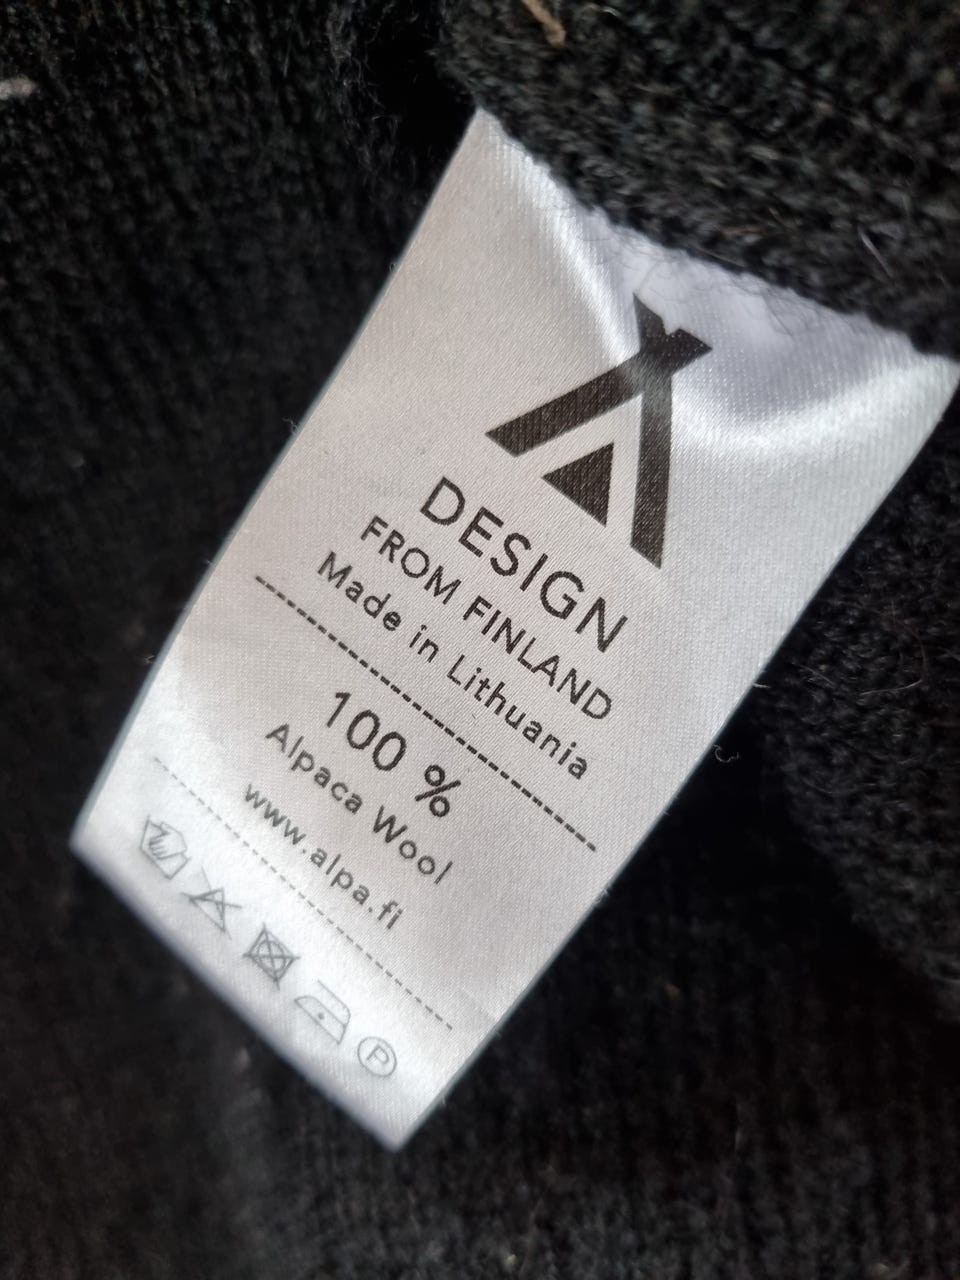 DESIGN
FROM FINLAND
Made in Lithuania
100 %
Alpaca Wool
www.alpa.fi
P